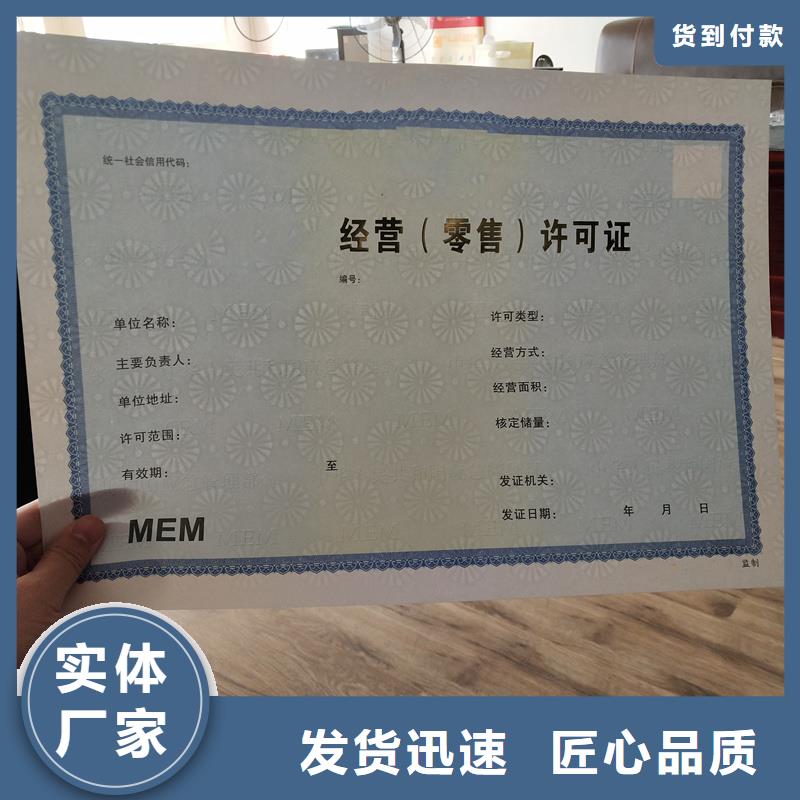 货到付款
统一社会信用代码：
经营（零售）许可证
编号：
单位名称：
主要负责人：
单位地址：
许可范围：
有效期： 至
许可类型：
经营方式：
经营面积：
核定储量：
发证机关：
发证日期： 年 月 日
MEM
监制
实体
厂家
发货迅速 匠心品质